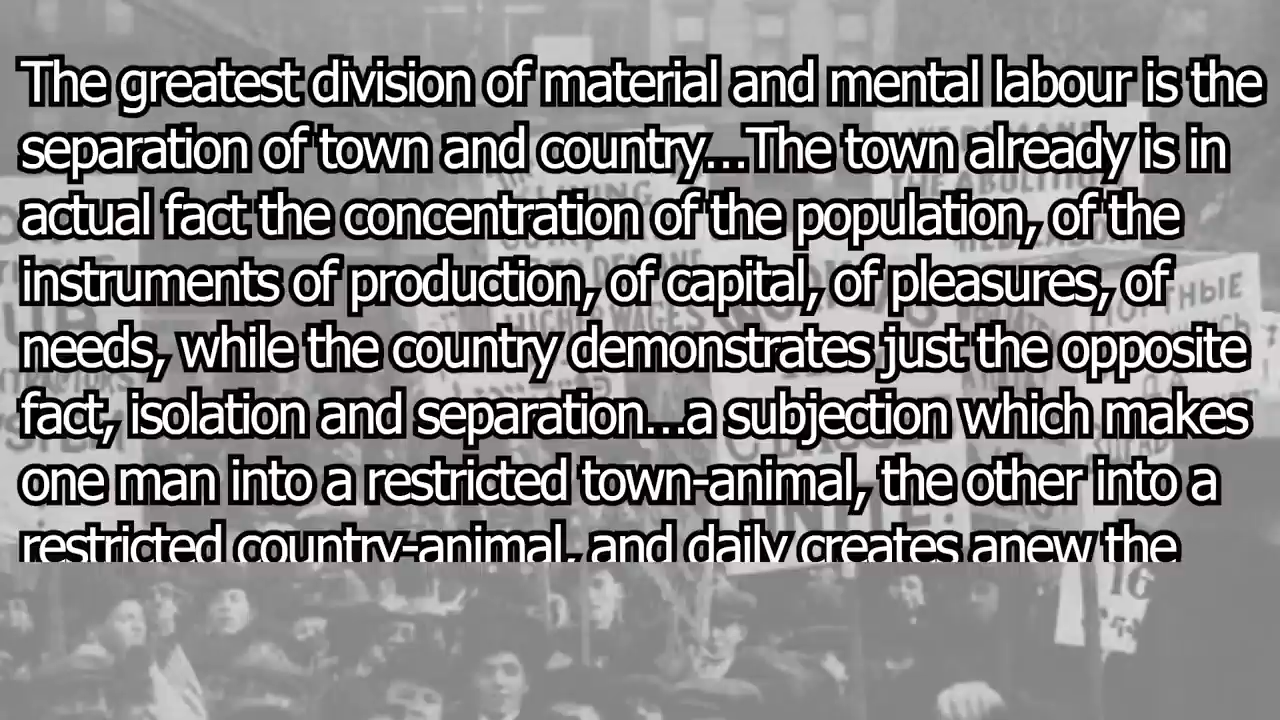 The greatest division of material and mental labour is the
separation of town and country...The town already is in
actual fact the concentration of the population, of the
instruments of production, of capital, of pleasures, of
needs, while the country demonstrates just the opposite
fact, isolation and separation...a subjection which makes
one man into a restricted town-animal, the other into a
restricted country-animal, and daily creates anew the
16